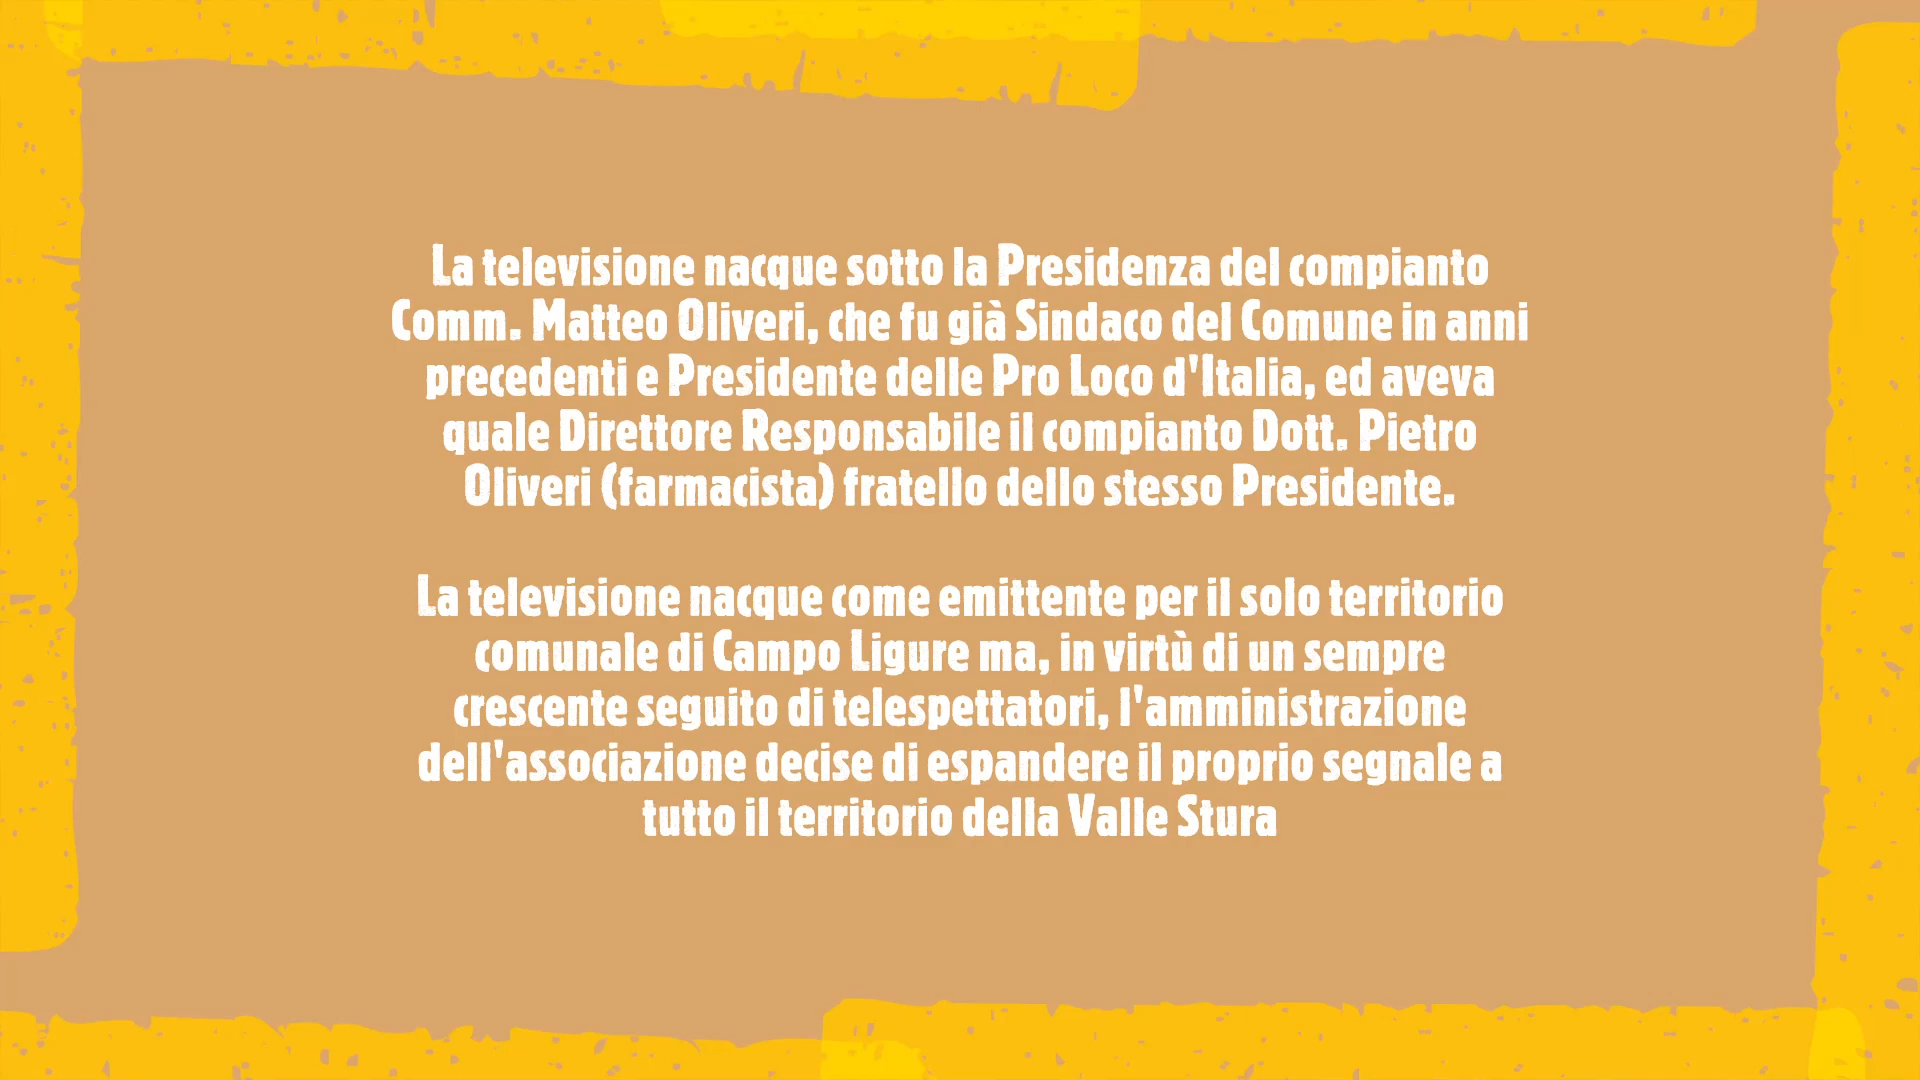 La televisione nacque sotto la Presidenza del compianto
Comm. Matteo Oliveri, che fu già Sindaco del Comune in anni
precedenti e Presidente delle Pro Loco d'Italia, ed aveva
quale Direttore Responsabile il compianto Dott. Pietro
Oliveri (farmacista) fratello dello stesso Presidente.
La televisione nacque come emittente per il solo territorio
comunale di Campo Ligure ma, in virtù di un sempre
crescente seguito di telespettatori, l'amministrazione
dell'associazione decise di espandere il proprio segnale a
tutto il territorio della Valle Stura